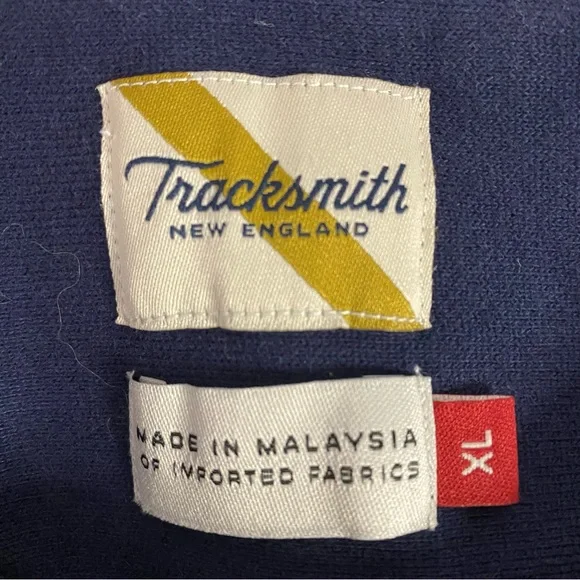 Tracksmith
NEW ENGLAND
MADE IN MALAYSIA
OF IMPORTED FABRICS
XL